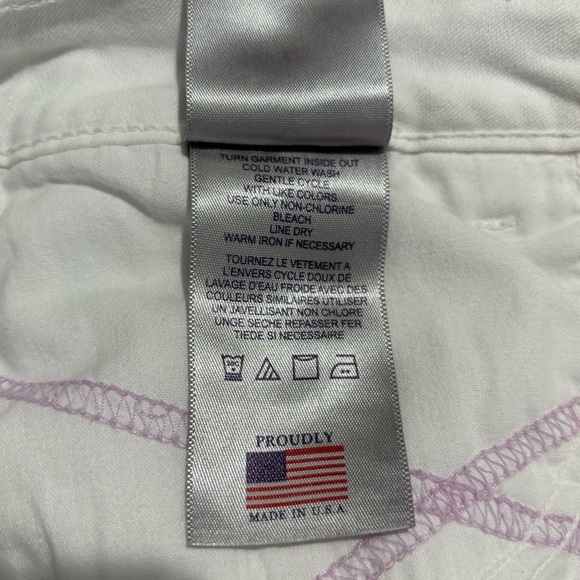 TURN GARMENT INSIDE OUT
COLD WATER WASH
GENTLE CYCLE
WITH LIKE COLORS.
USE ONLY NON-CHLORINE
BLEACH
LINE DRY
WARM IRON IF NECESSARY
TOURNEZ LE VETEMENT A
L'ENVERS CYCLE DOUX DE
LAVAGE D'EAU FROIDE AVEC DES
COULEURS SIMILAIRES UTILISER
UN JAVELLISANT NON CHLORE
UNGE SECHE REPASSER FER
TIEDE SI NECESSAIRE
30C
PROUDLY
MADE IN U.S.A